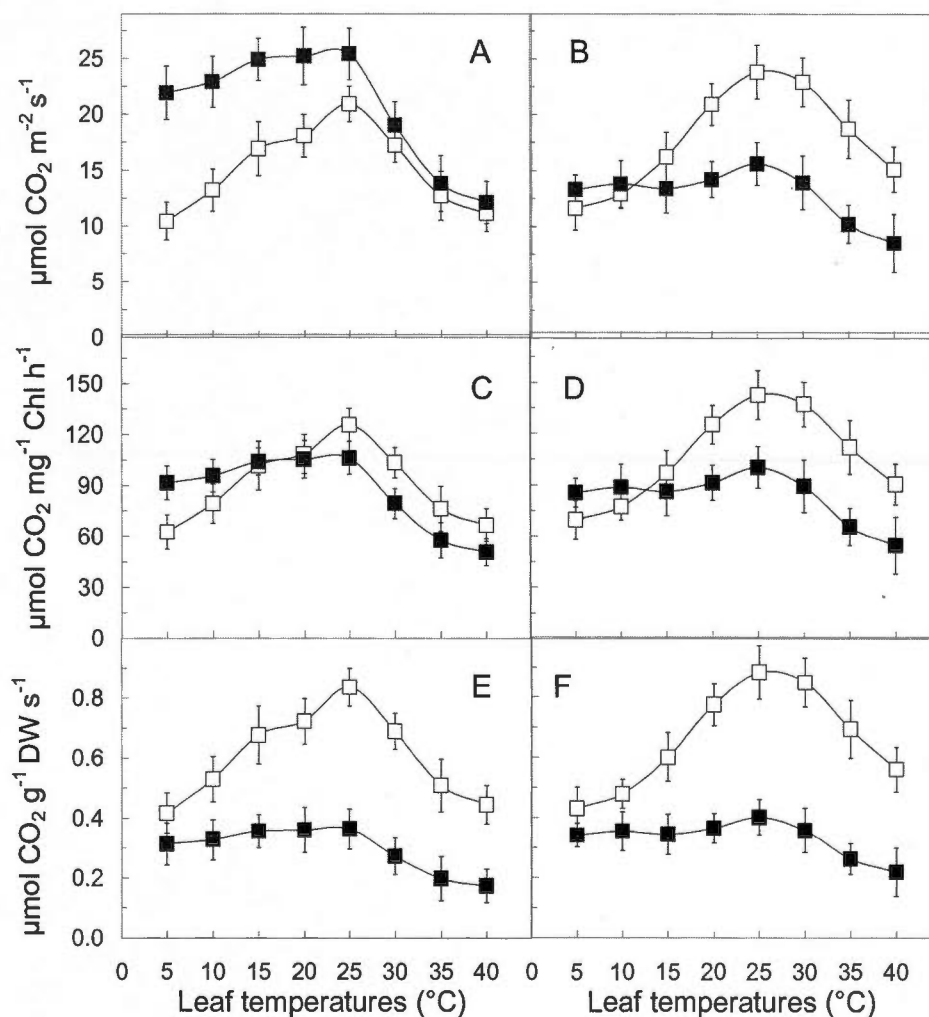 A
B
µmol CO₂ m⁻² s⁻¹
25
20
15
10
5
0
C
D
µmol CO₂ mg⁻¹ Chl h⁻¹
150
120
90
60
30
0
E
F
µmol CO₂ g⁻¹ DW s⁻¹
0.8
0.6
0.4
0.2
0.0
0 5 10 15 20 25 30 35 40
0 5 10 15 20 25 30 35 40
Leaf temperatures (°C)
Leaf temperatures (°C)